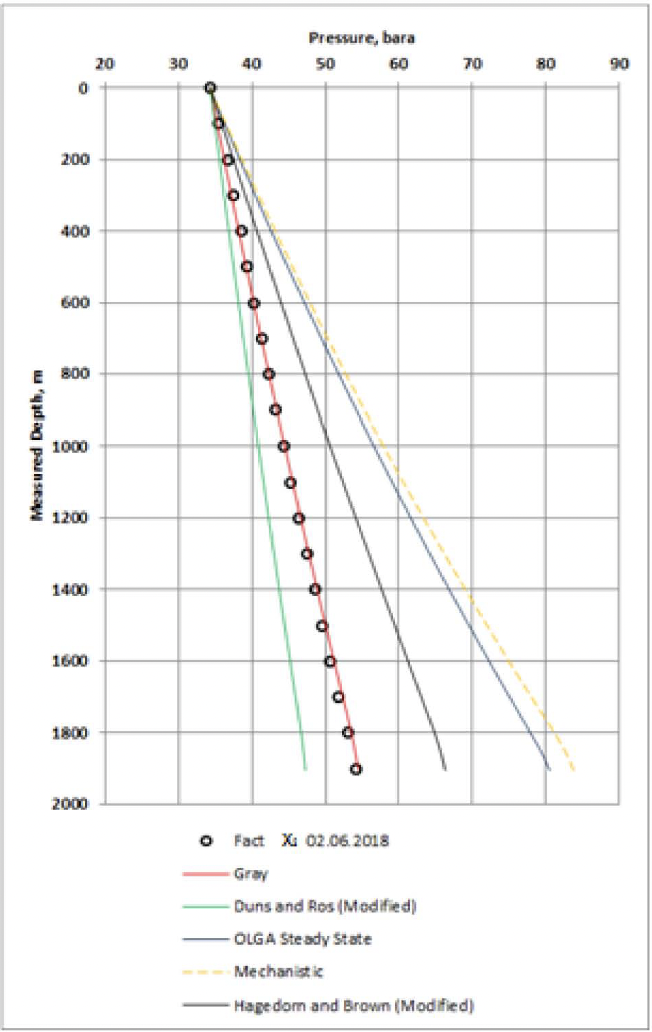 Pressure, bara
20 30 40 50 60 70 80 90
0
200
400
600
800
1000
1200
1400
1600
1800
2000
Measured Depth, m
Fact X₁ 02.06.2018
Gray
Duns and Ros (Modified)
OLGA Steady State
Mechanistic
Hagedorn and Brown (Modified)